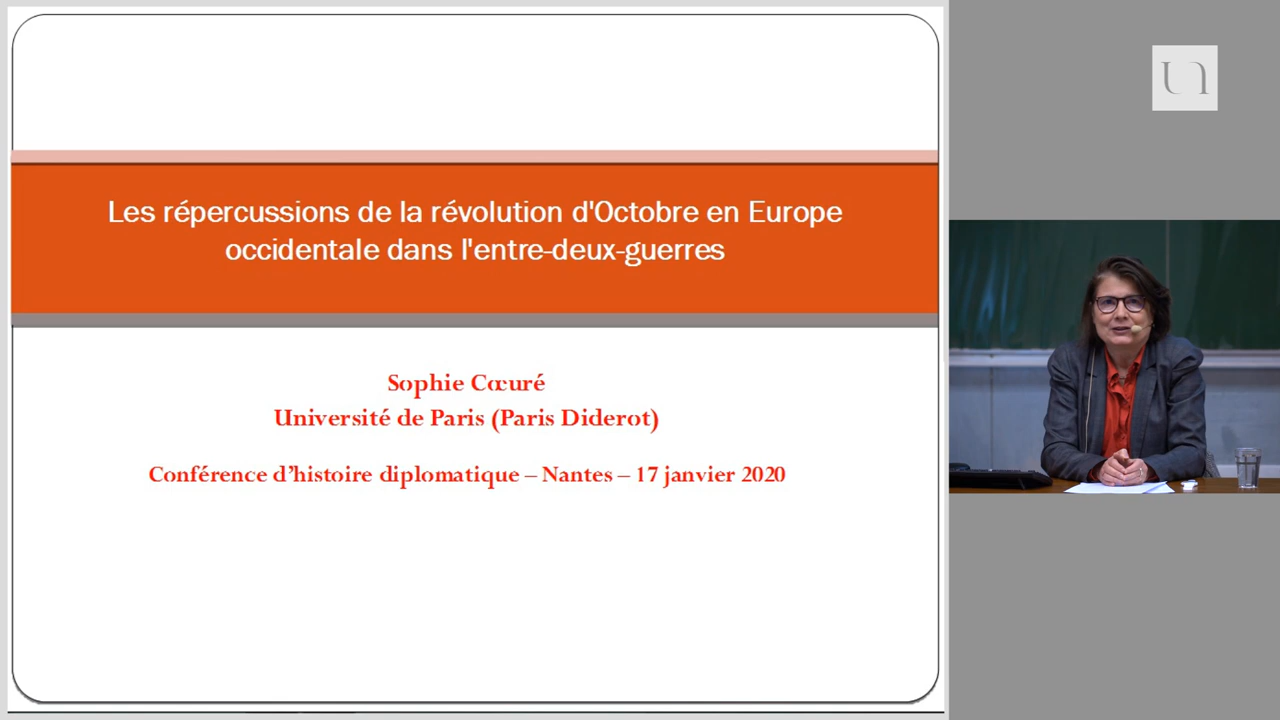 Les répercussions de la révolution d'Octobre en Europe
occidentale dans l'entre-deux-guerres
Sophie Cœuré
Université de Paris (Paris Diderot)
Conférence d’histoire diplomatique – Nantes – 17 janvier 2020